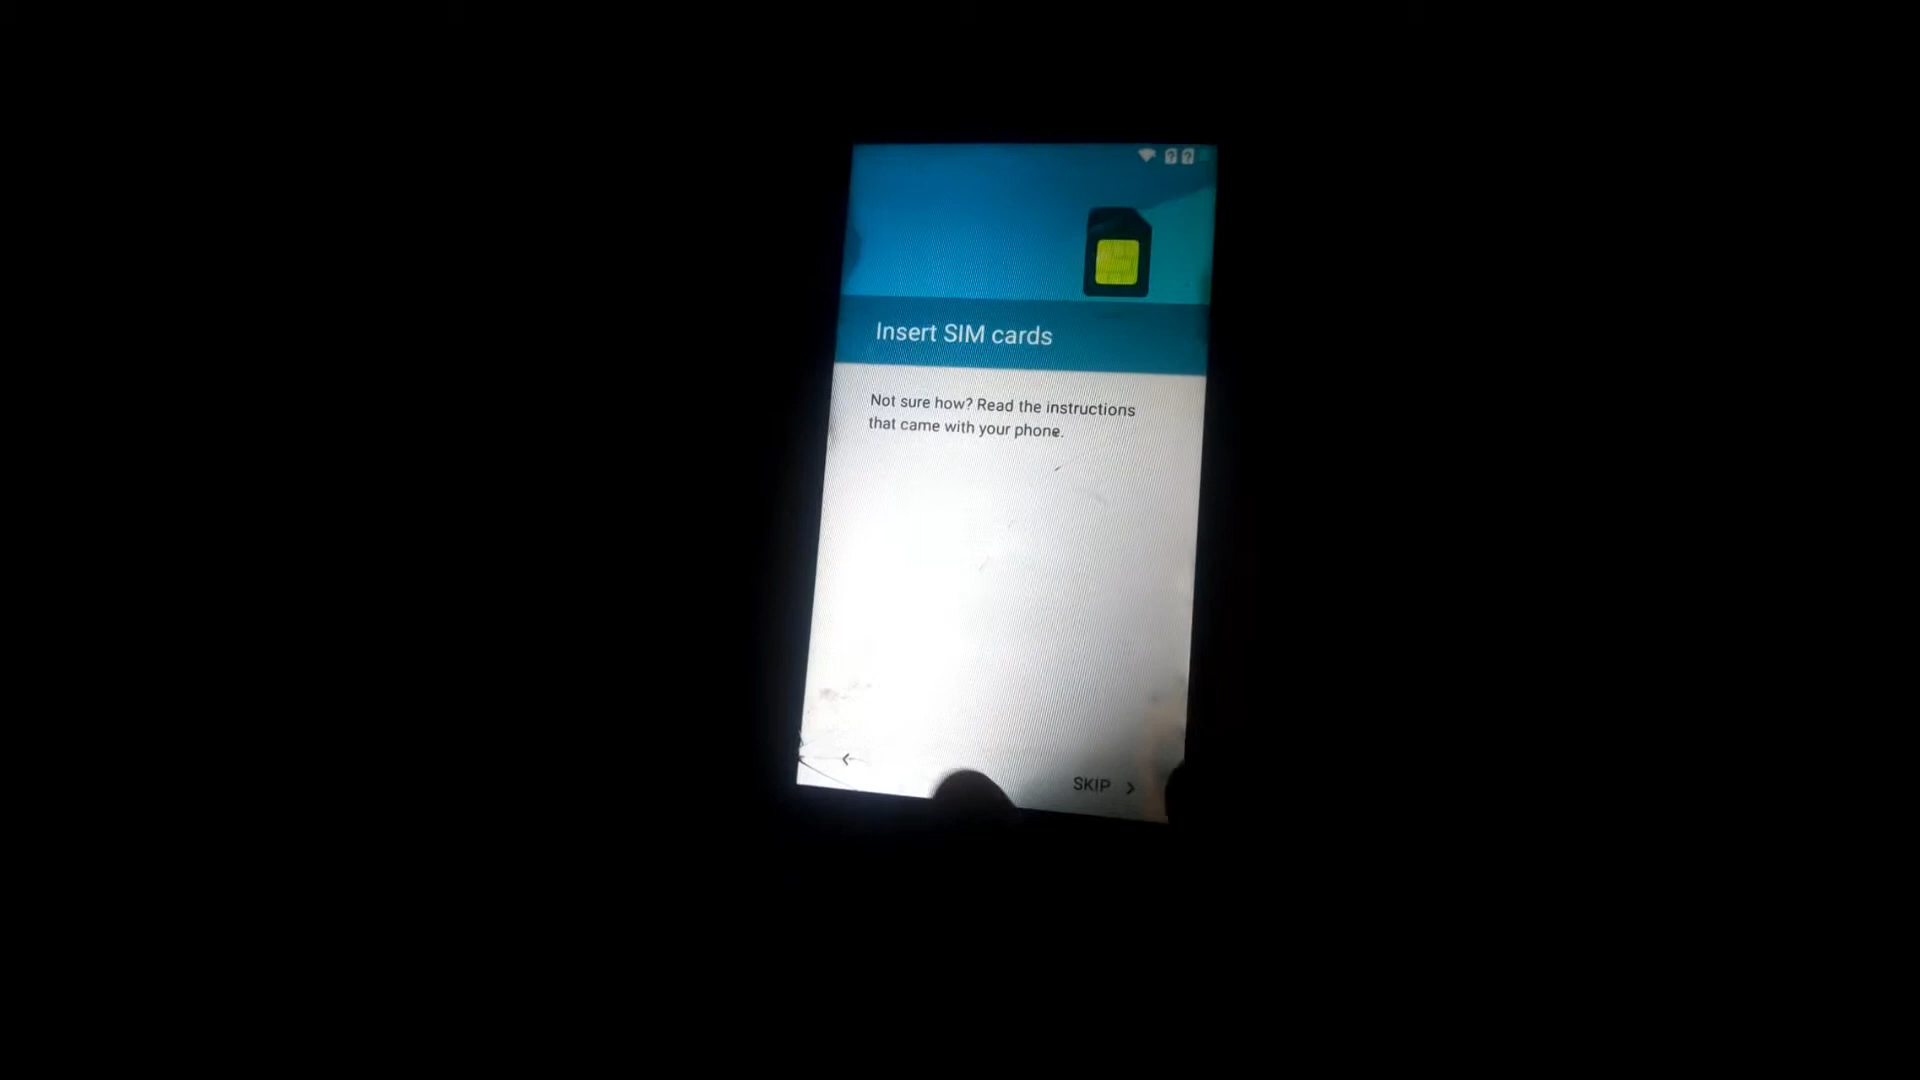 Insert SIM cards
Not sure how? Read the instructions
that came with your phone.
SKIP